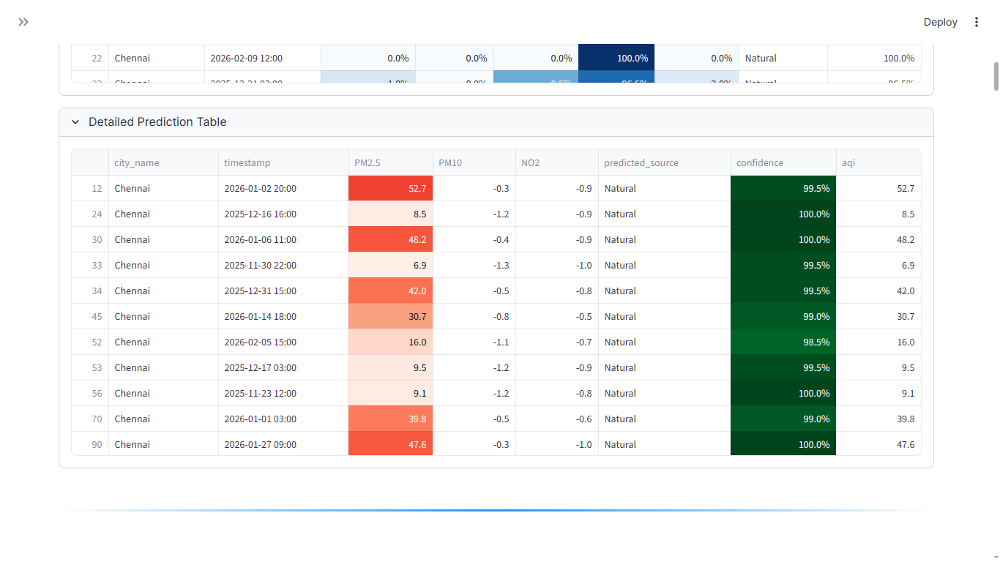 Deploy
22 Chennai 2026-02-09 12:00 0.0% 0.0% 0.0% 100.0% 0.0% Natural 100.0%
Chennai Natural
Detailed Prediction Table
city_name timestamp PM2.5 PM10 NO2 predicted_source confidence aqi
12 Chennai 2026-01-02 20:00 52.7 -0.3 -0.9 Natural 99.5% 52.7
24 Chennai 2025-12-16 16:00 8.5 -1.2 -0.9 Natural 100.0% 8.5
30 Chennai 2026-01-06 11:00 48.2 -0.4 -0.9 Natural 100.0% 48.2
33 Chennai 2025-11-30 22:00 6.9 -1.3 -1.0 Natural 99.5% 6.9
34 Chennai 2025-12-31 15:00 42.0 -0.5 -0.8 Natural 99.5% 42.0
45 Chennai 2026-01-14 18:00 30.7 -0.8 -0.5 Natural 99.0% 30.7
52 Chennai 2026-02-05 15:00 16.0 -1.1 -0.7 Natural 98.5% 16.0
53 Chennai 2025-12-17 03:00 9.5 -1.2 -0.9 Natural 99.5% 9.5
56 Chennai 2025-11-23 12:00 9.1 -1.2 -0.8 Natural 100.0% 9.1
70 Chennai 2026-01-01 03:00 39.8 -0.5 -0.6 Natural 99.0% 39.8
90 Chennai 2026-01-27 09:00 47.6 -0.3 -1.0 Natural 100.0% 47.6